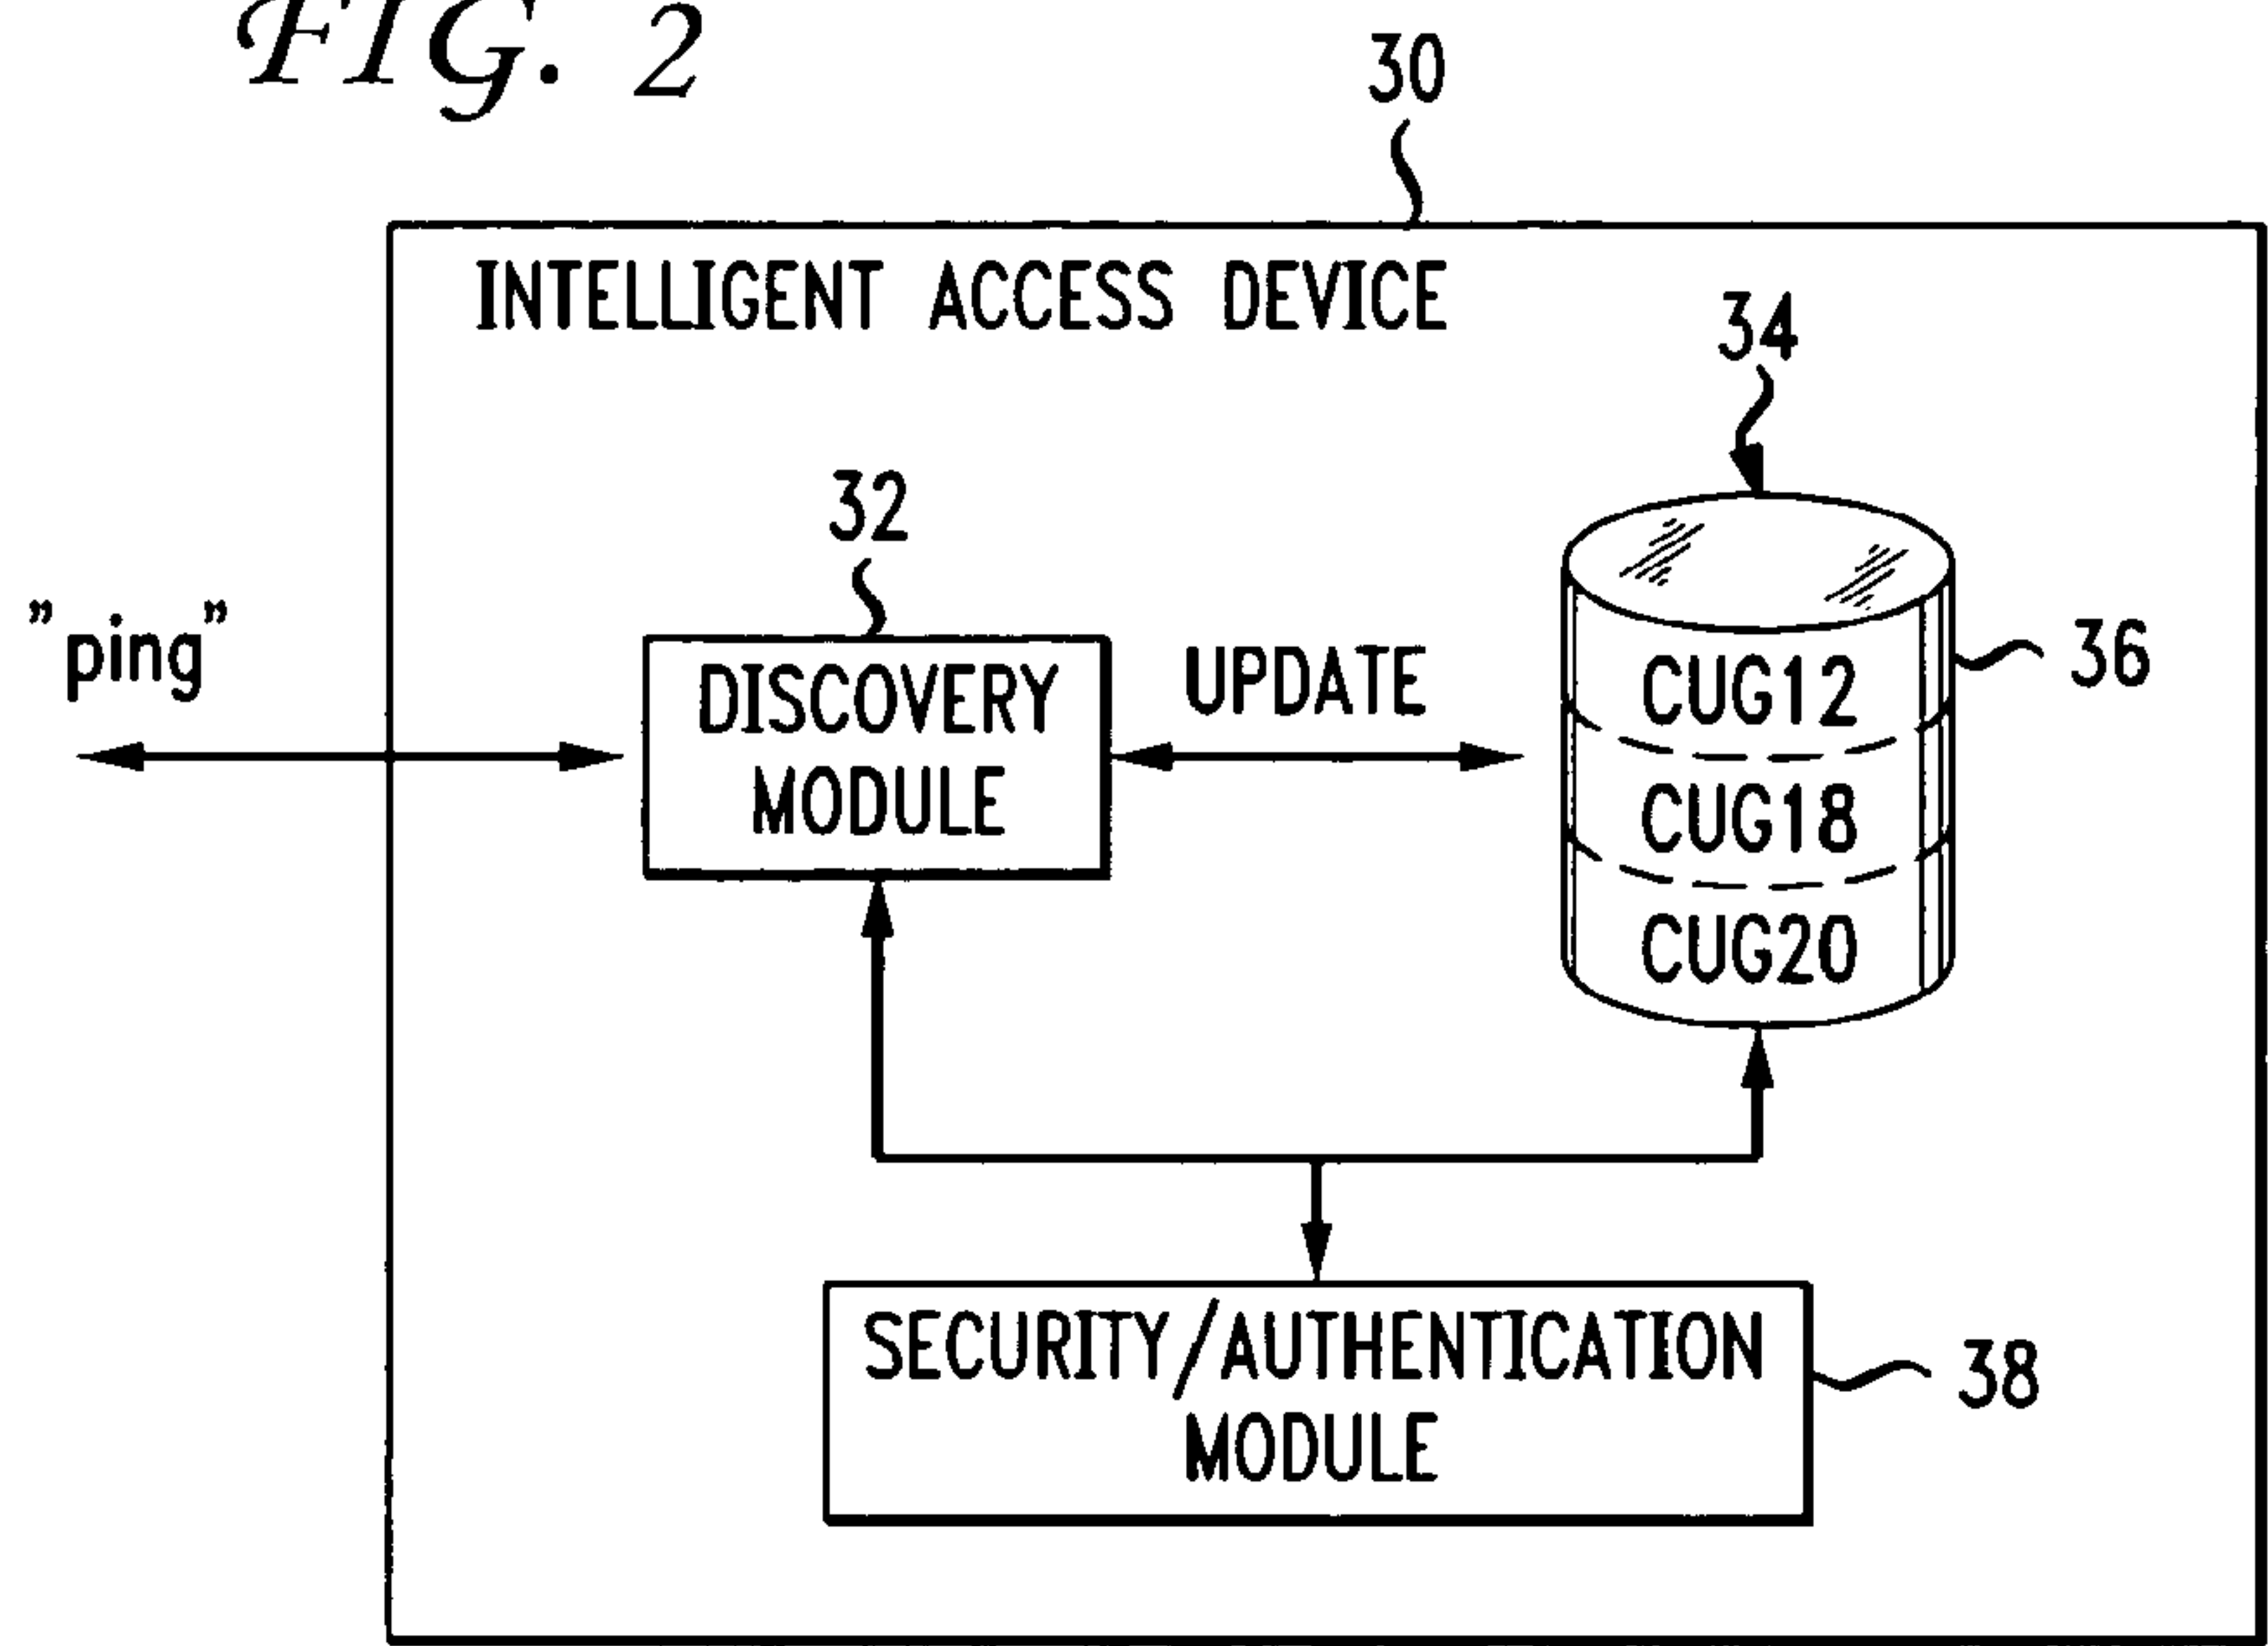 FIG. 2
30
INTELLIGENT ACCESS DEVICE
34
32
"ping"
DISCOVERY
MODULE
UPDATE
CUG12
36
CUG18
CUG20
SECURITY/AUTHENTICATION
MODULE
38